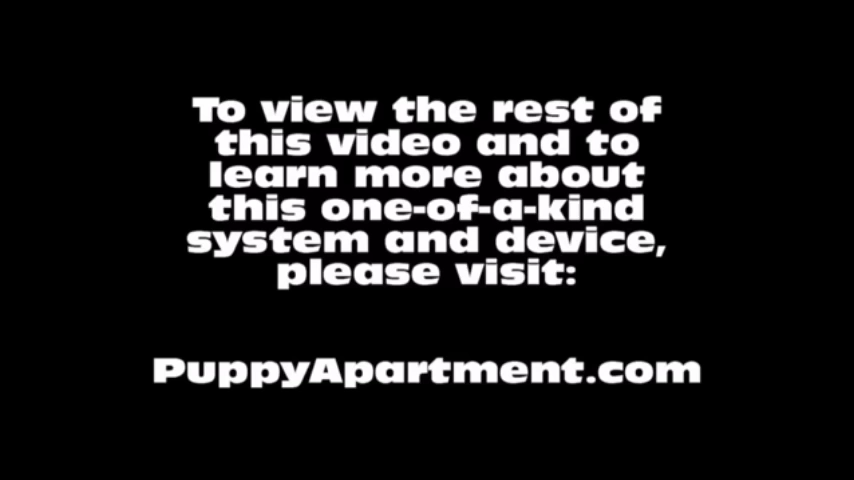 To view the rest of
this video and to
learn more about
this one-of-a-kind
system and device,
please visit:
PuppyApartment.com